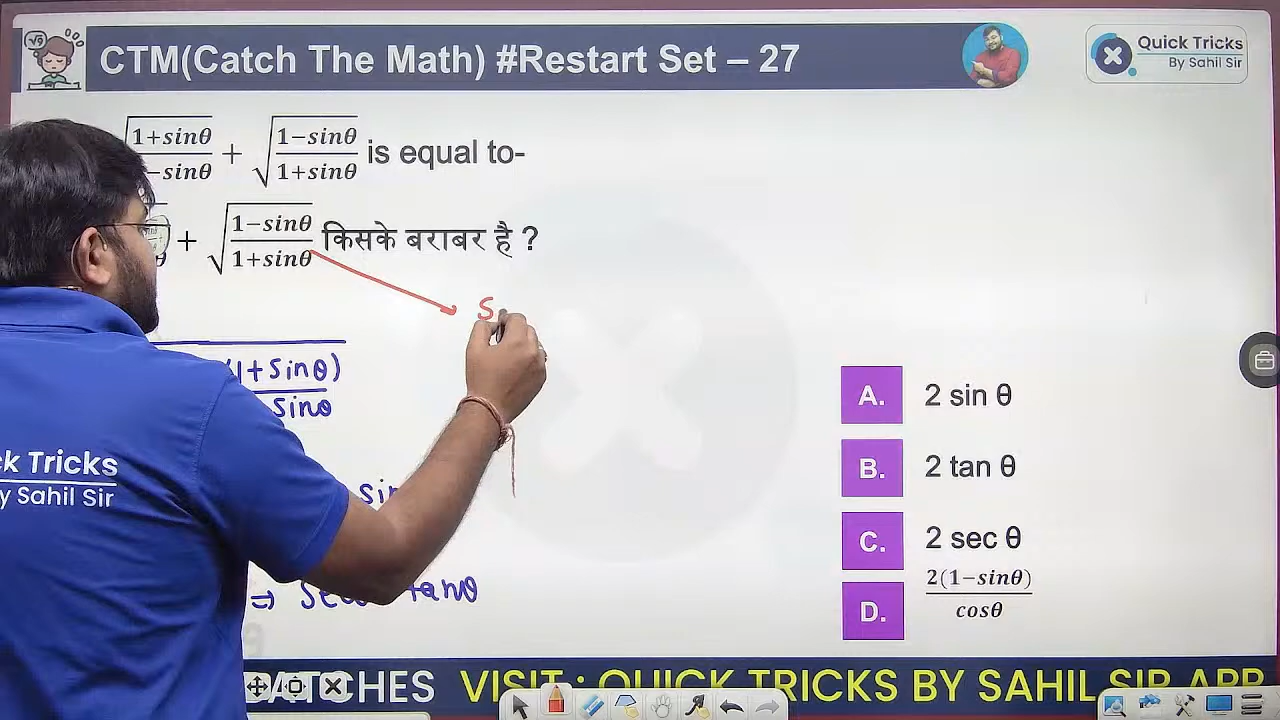 CTM(Catch The Math) #Restart Set – 27
Quick Tricks
By Sahil Sir
√((1+sinθ)/(−sinθ)) + √((1−sinθ)/(1+sinθ)) is equal to-
+ √((1−sinθ)/(1+sinθ)) किसके बराबर है ?
S
(1+sinθ)
sinθ
ck Tricks
y Sahil Sir
⇒ tanθ
A. 2 sin θ
B. 2 tan θ
C. 2 sec θ
D. 2(1−sinθ)/cosθ
BATCHES VISIT : QUICK TRICKS BY SAHIL SIR APP